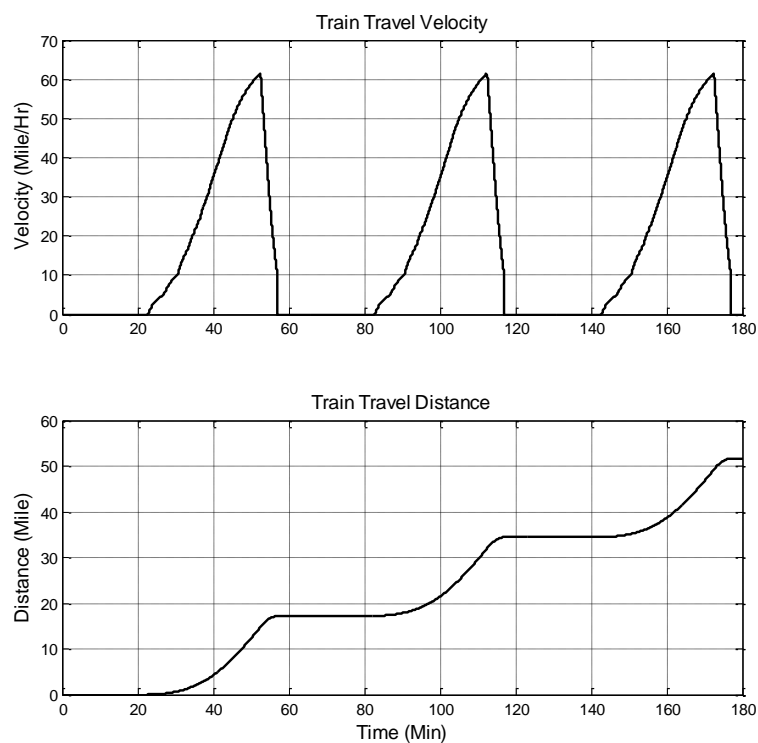 Train Travel Velocity
70
60
50
40
30
20
10
0
Velocity (Mile/Hr)
0 20 40 60 80 100 120 140 160 180
Train Travel Distance
60
50
40
30
20
10
0
Distance (Mile)
0 20 40 60 80 100 120 140 160 180
Time (Min)